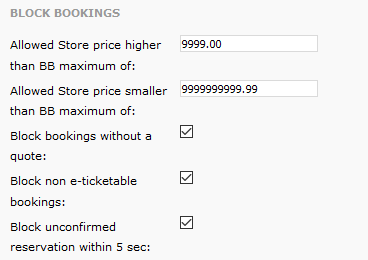 BLOCK BOOKINGS
Allowed Store price higher 9999.00
than BB maximum of:
Allowed Store price smaller 9999999999.99
than BB maximum of:
Block bookings without a
quote:
Block non e-ticketable
bookings:
Block unconfirmed
reservation within 5 sec: